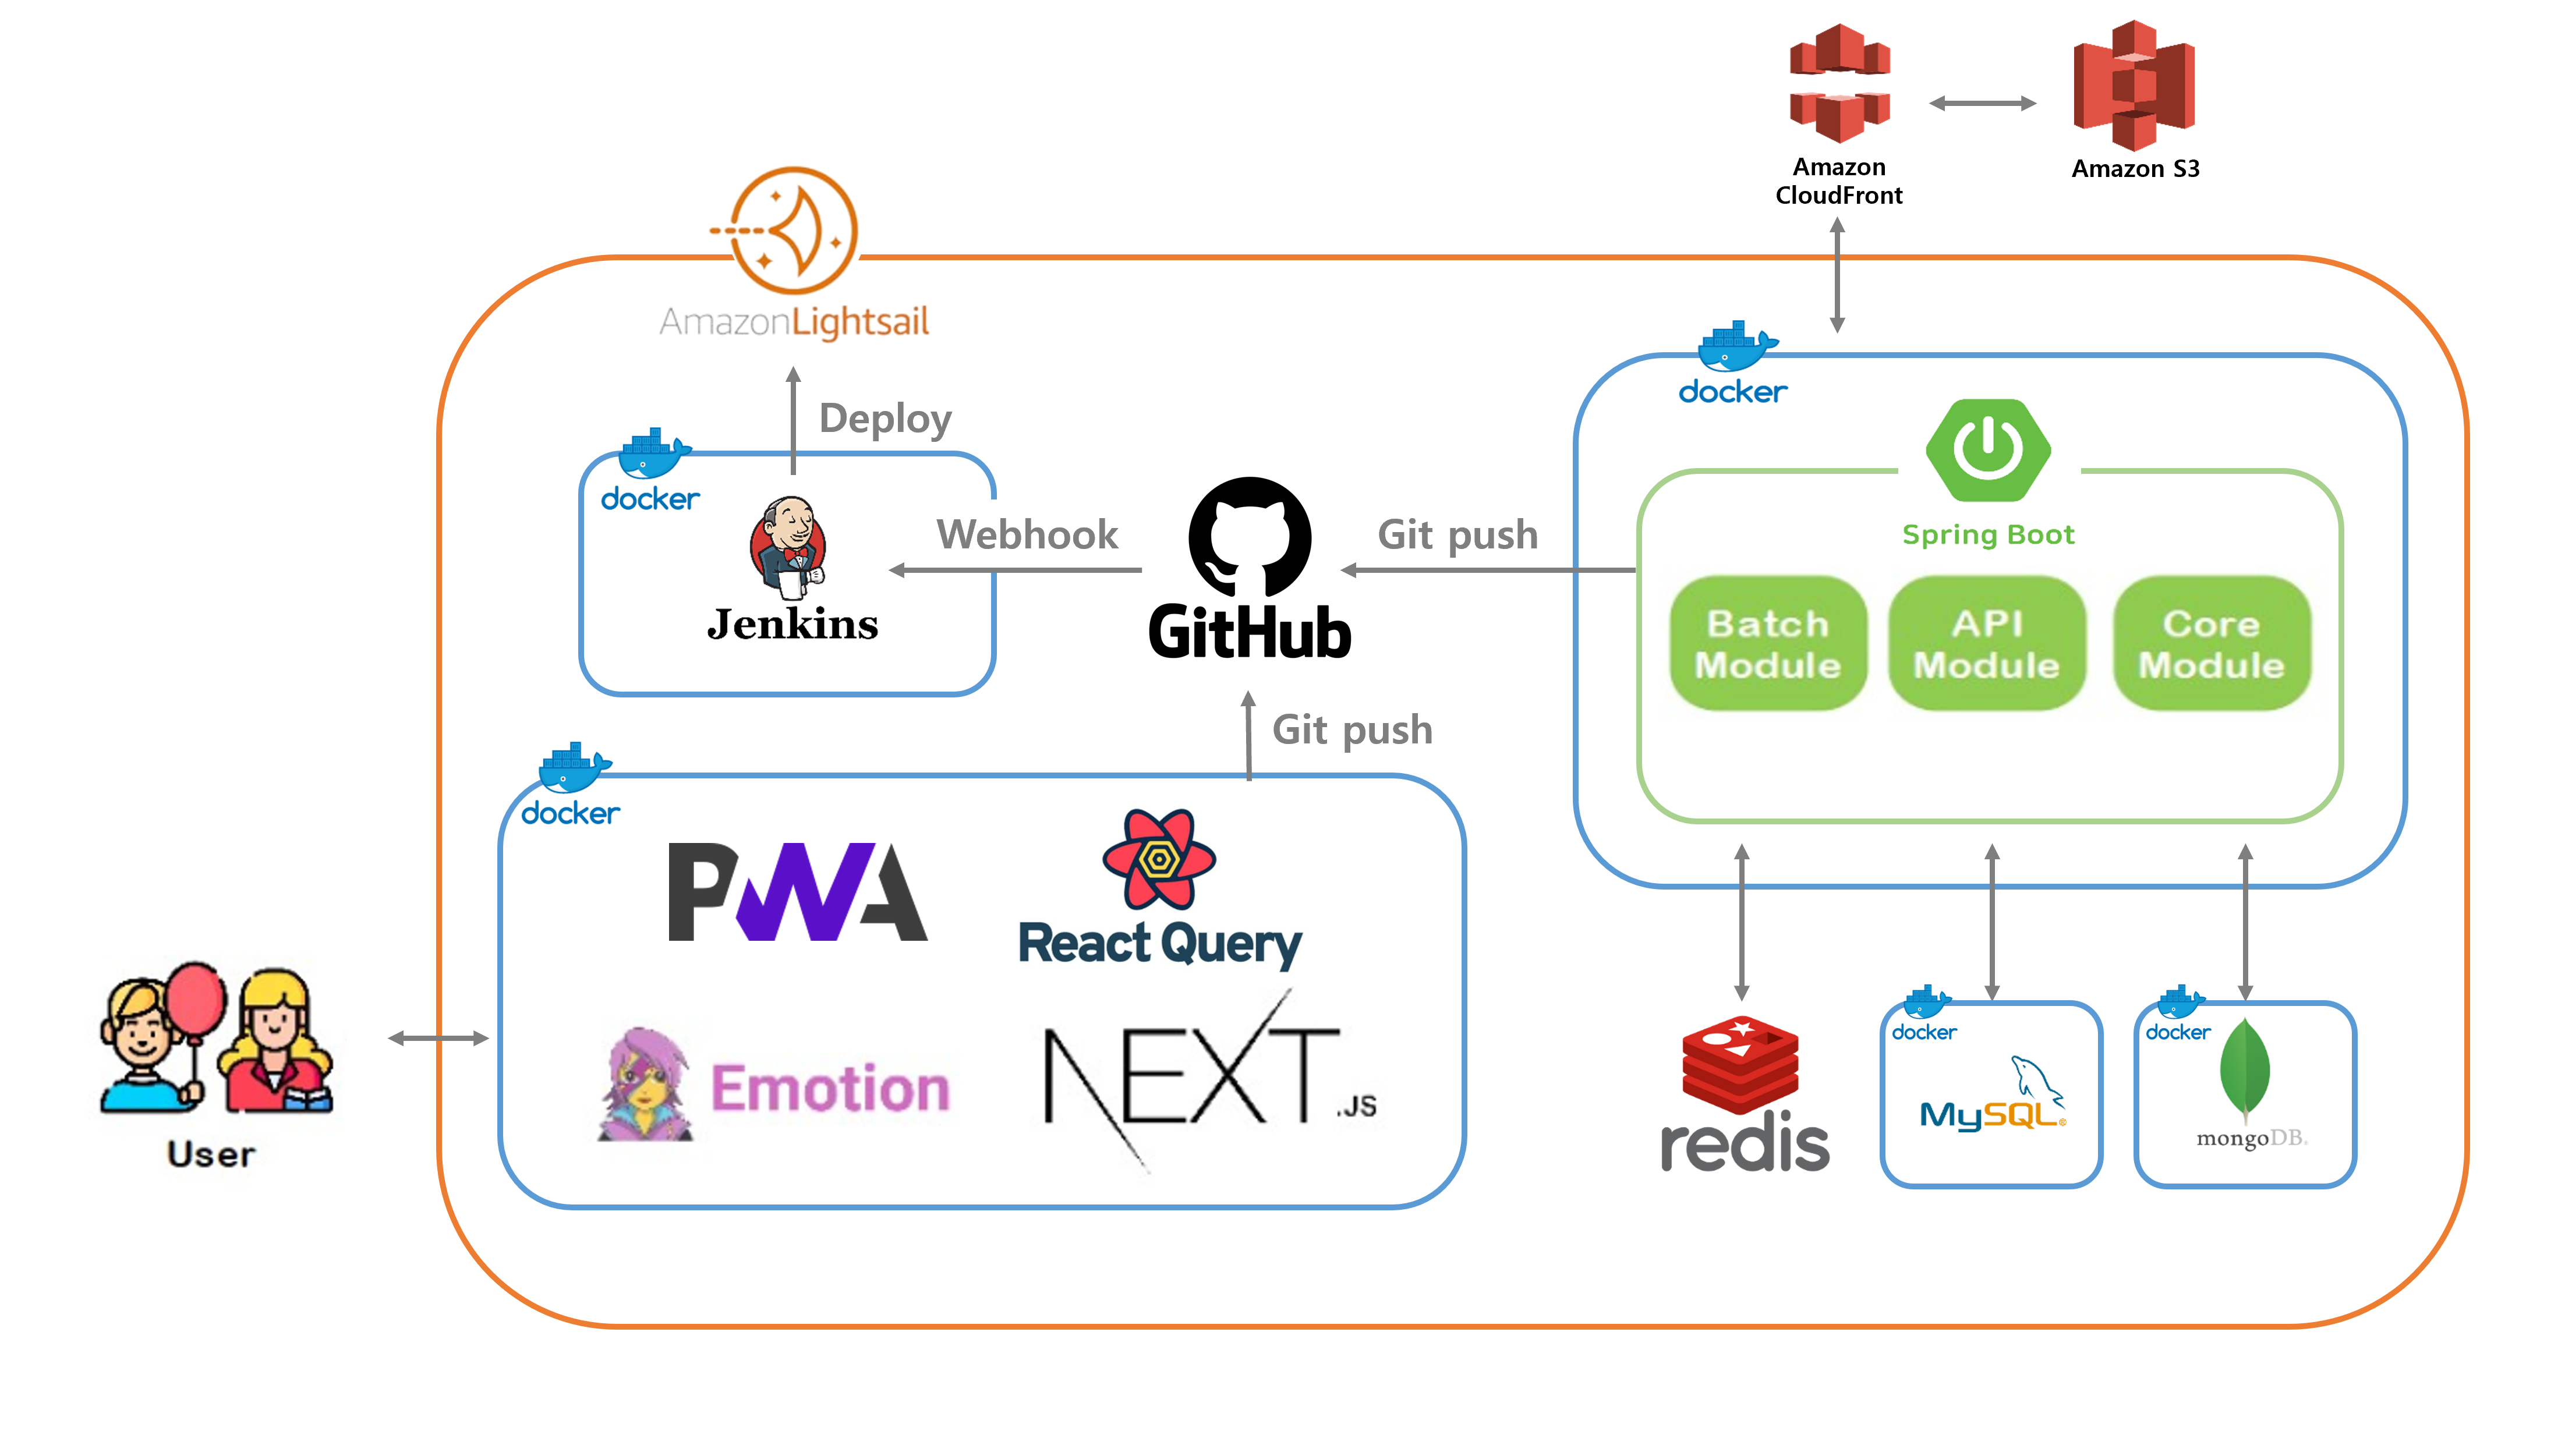 Amazon
CloudFront
Amazon S3
AmazonLightsail
Deploy
docker
Jenkins
Webhook
GitHub
Git push
docker
Spring Boot
Batch
Module
API
Module
Core
Module
Git push
docker
PWA
React Query
Emotion
NEXT.JS
User
redis
docker
MySQL®
docker
mongoDB.